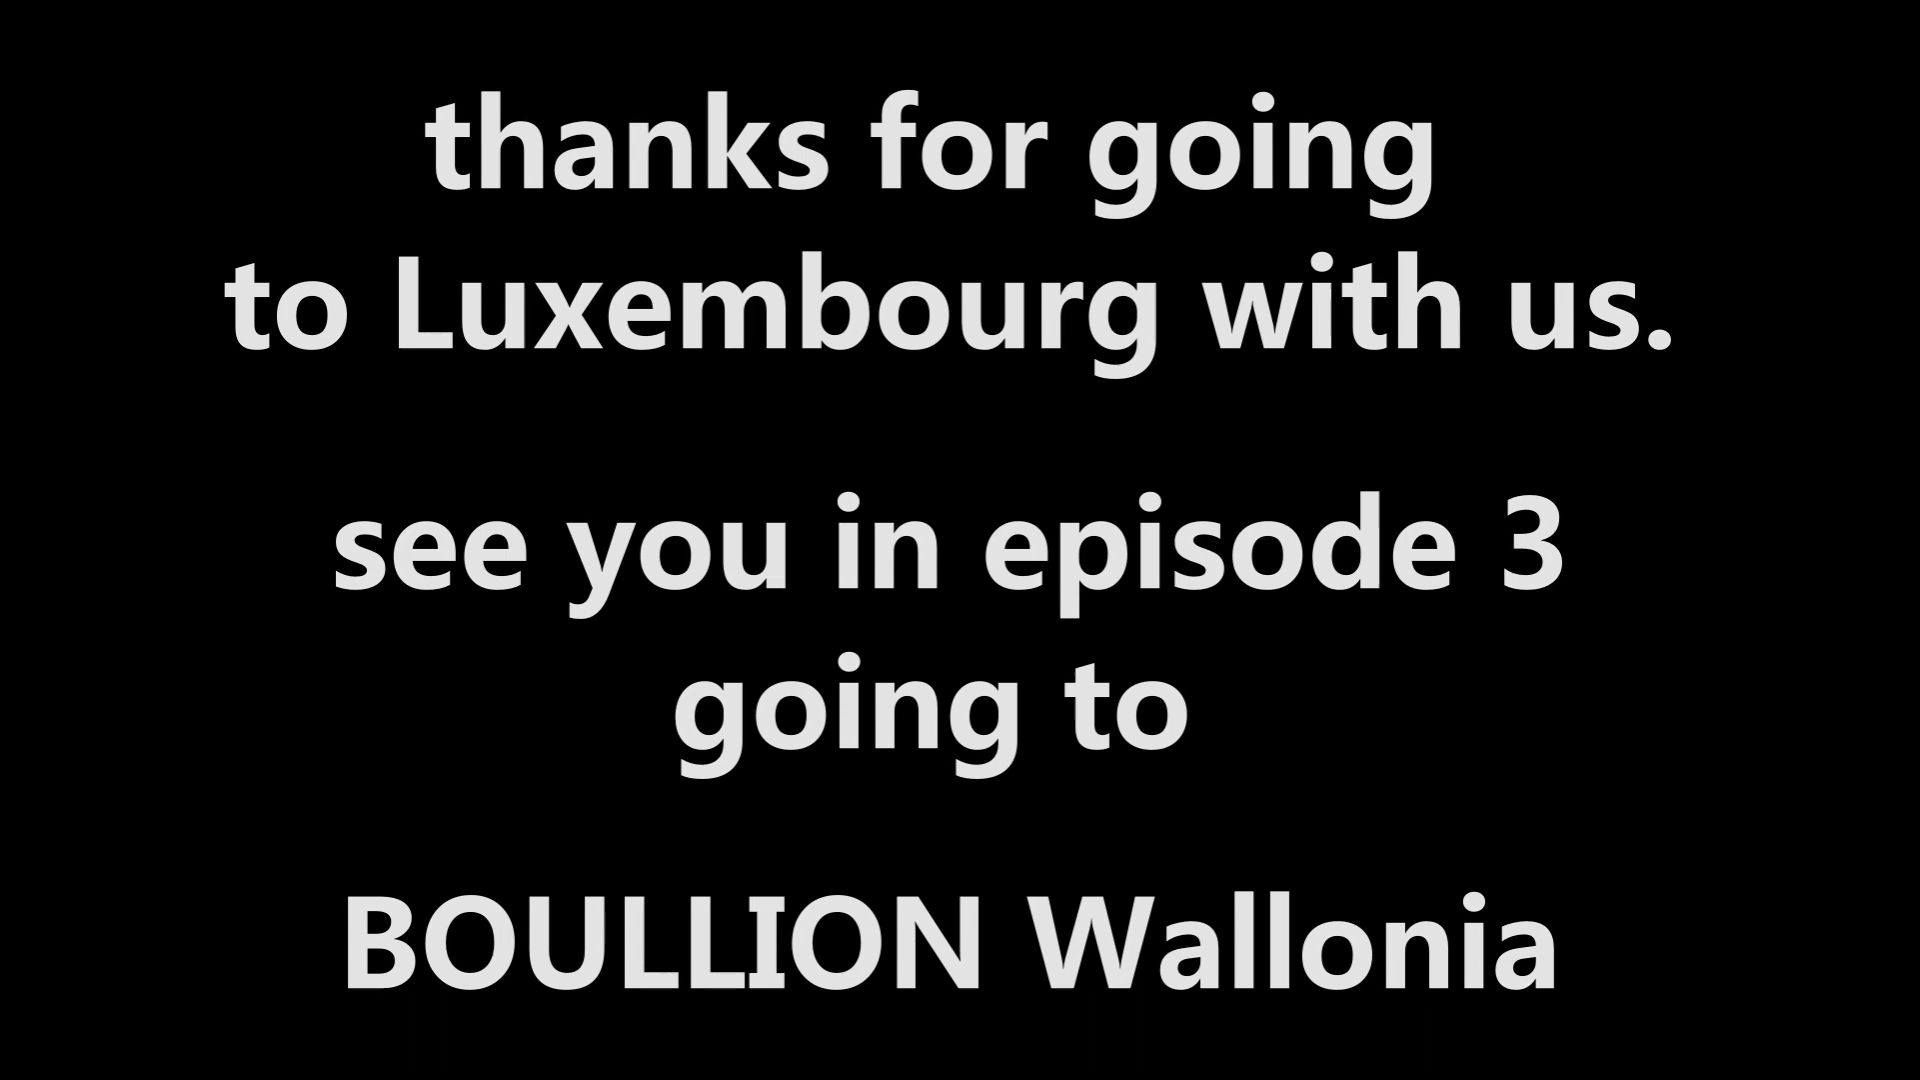 thanks for going
to Luxembourg with us.
see you in episode 3
going to
BOULLION Wallonia